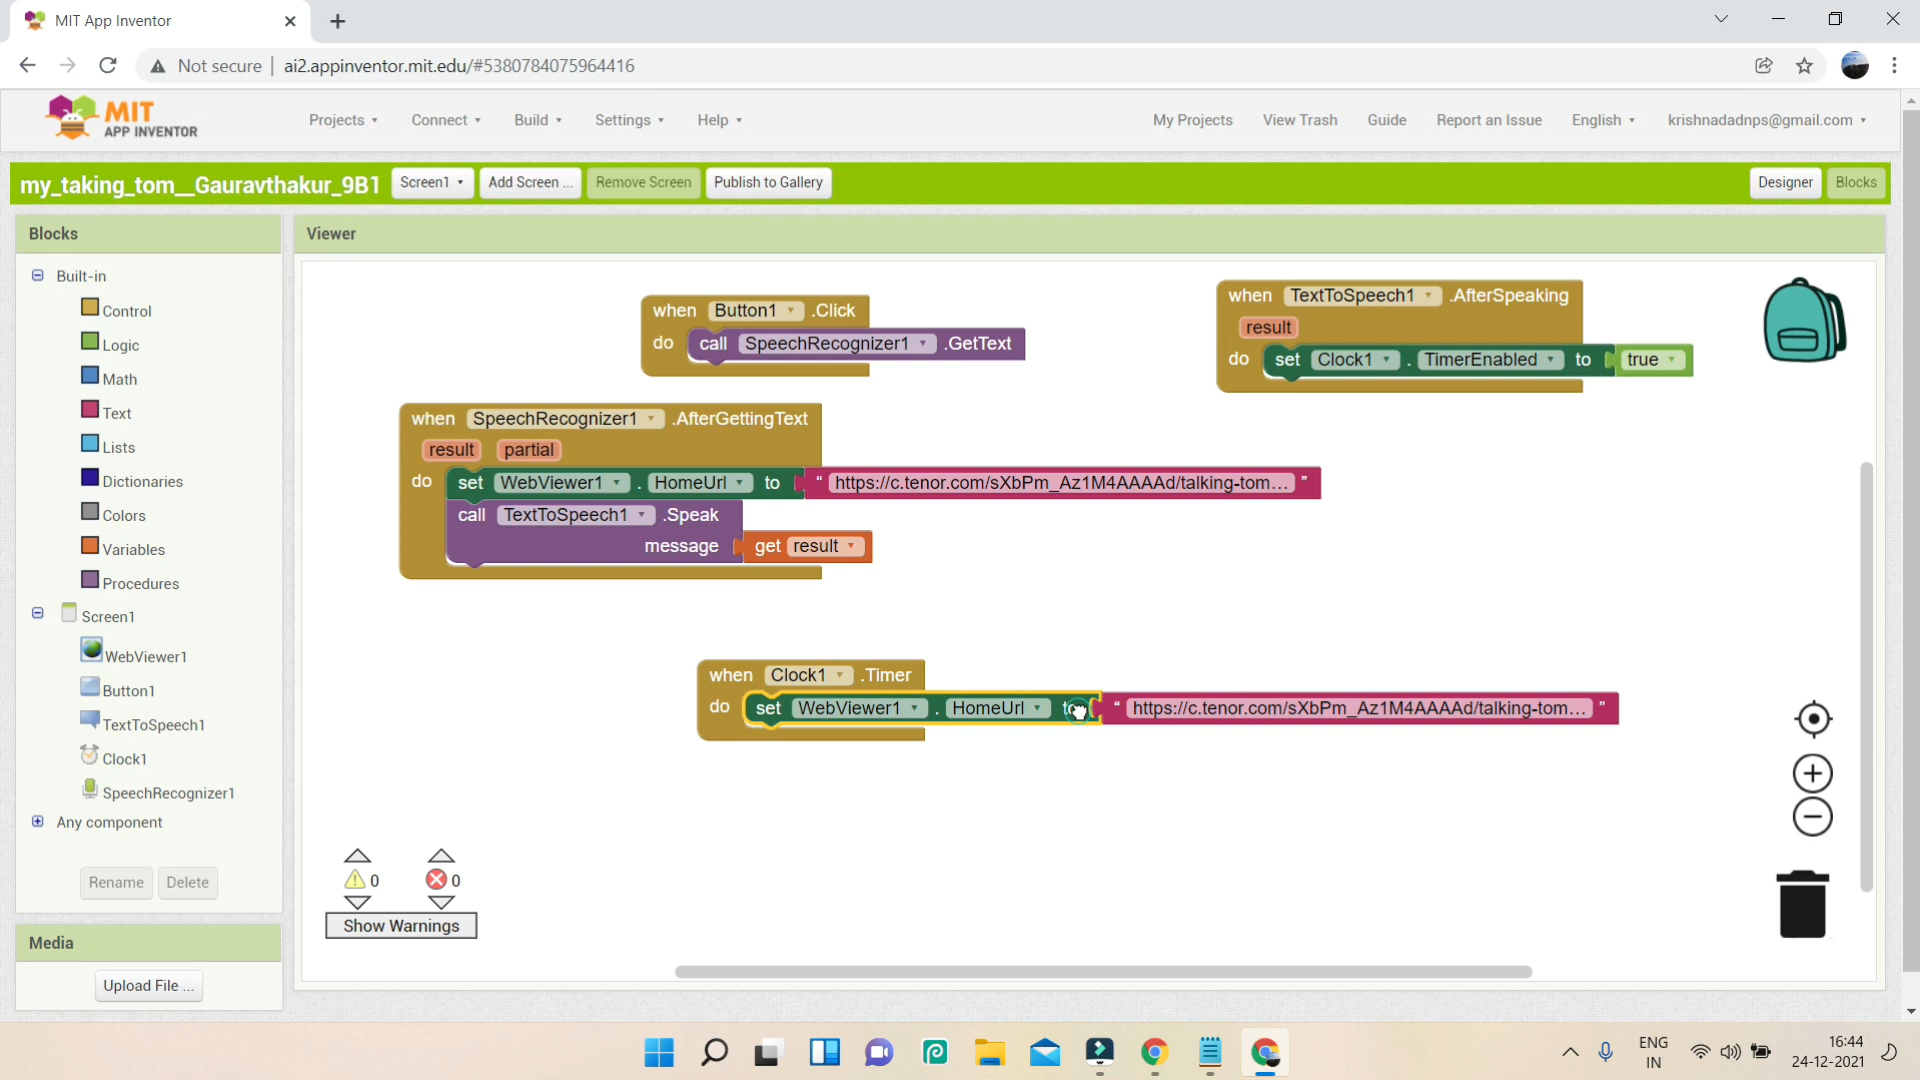 MIT App Inventor
Not secure | ai2.appinventor.mit.edu/#5380784075964416
MIT
APP INVENTOR
Projects Connect Build Settings Help My Projects View Trash Guide Report an Issue English krishnadadnps@gmail.com
my_taking_tom__Gauravthakur_9B1 Screen1 Add Screen ... Remove Screen Publish to Gallery Designer Blocks
Blocks
Viewer
Built-in
Control
Logic
Math
Text
Lists
Dictionaries
Colors
Variables
Procedures
Screen1
WebViewer1
Button1
TextToSpeech1
Clock1
SpeechRecognizer1
Any component
Rename Delete
Media
Upload File ...
when Button1 .Click
do call SpeechRecognizer1 .GetText
when TextToSpeech1 .AfterSpeaking
result
do set Clock1 . TimerEnabled to true
when SpeechRecognizer1 .AfterGettingText
result partial
do set WebViewer1 . HomeUrl to “ https://c.tenor.com/sXbPm_Az1M4AAAAd/talking-tom... ”
call TextToSpeech1 .Speak
message get result
when Clock1 .Timer
do set WebViewer1 . HomeUrl to “ https://c.tenor.com/sXbPm_Az1M4AAAAd/talking-tom... ”
0 0
Show Warnings
ENG
IN
16:44
24-12-2021